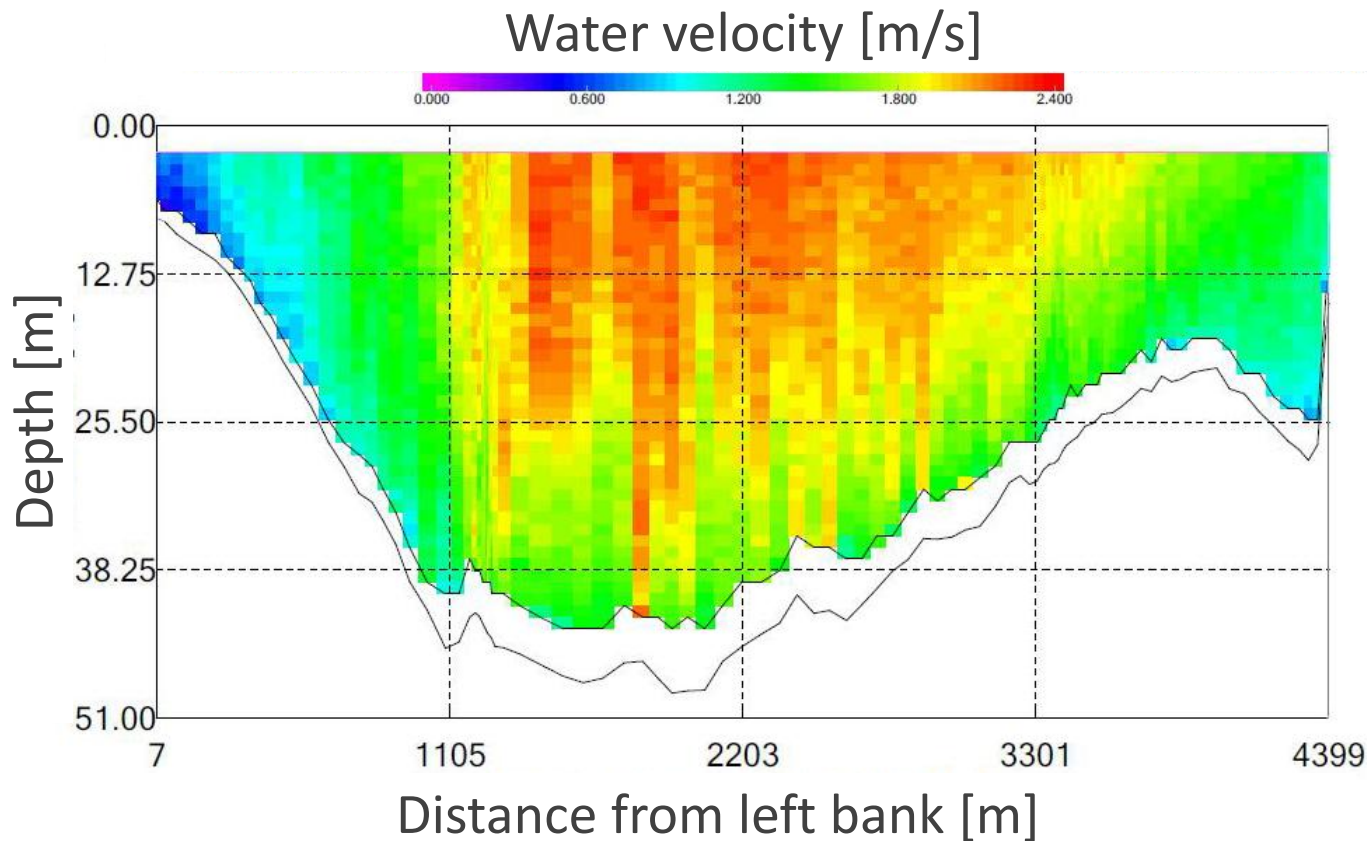 Water velocity [m/s]
0.000 0.600 1.200 1.800 2.400
0.00
12.75
25.50
38.25
51.00
Depth [m]
7 1105 2203 3301 4399
Distance from left bank [m]